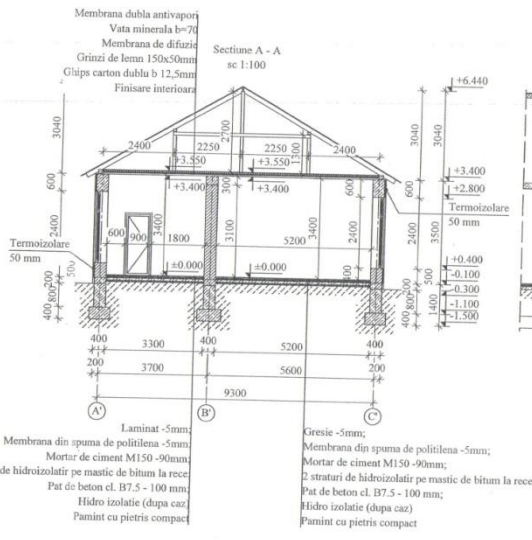 Membrana dubla antivapori
Vata minerala b=70
Membrana de difuzie
Grinzi de lemn 150x50mm
Ghips carton dublu b 12,5mm
Finisare interioara
Sectiune A - A
sc 1:100
+6.440
3040
2400
2250
2700
2250
1300
2400
3040
+3.550
+3.550
+3.400
600
+3.400
300
+3.400
600
600
+2.800
Termoizolare
50 mm
2400
600
900
3400
1800
3100
5200
3400
2400
2400
3500
Termoizolare
50 mm
±0.000
±0.000
+0.400
-0.100
-0.300
-1.100
-1.500
400
500
800
400
800
400
1400
400
400
400
3300
5200
200
3700
5600
200
9300
A'
B'
C'
Laminat -5mm;
Membrana din spuma de politilena -5mm;
Mortar de ciment M150 -90mm;
de hidroizolatir pe mastic de bitum la rece
Pat de beton cl. B7.5 - 100 mm;
Hidro izolatie (dupa caz)
Pamint cu pietris compact
Gresie -5mm;
Membrana din spuma de politilena -5mm;
Mortar de ciment M150 -90mm;
2 straturi de hidroizolatir pe mastic de bitum la rece
Pat de beton cl. B7.5 - 100 mm;
Hidro izolatie (dupa caz)
Pamint cu pietris compact